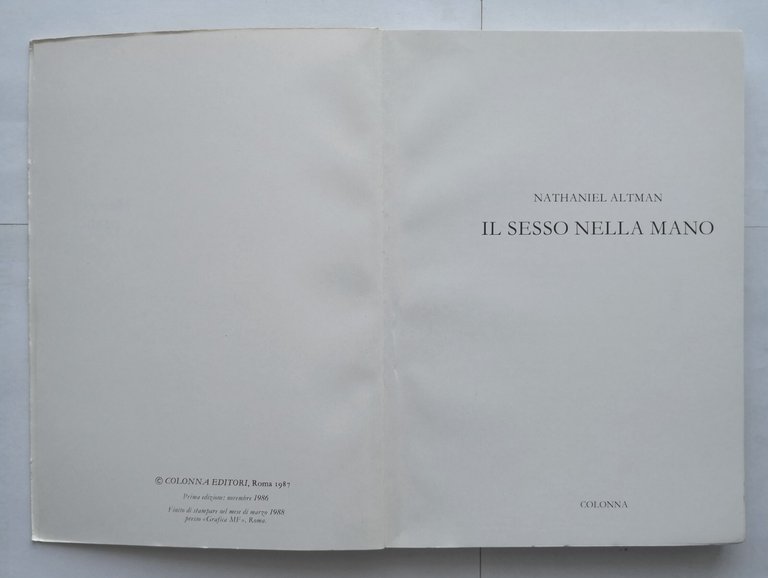 © COLONNA EDITORI, Roma 1987
Prima edizione: novembre 1986
Finito di stampare nel mese di marzo 1988
presso «Grafica MF», Roma.
NATHANIEL ALTMAN
IL SESSO NELLA MANO
COLONNA